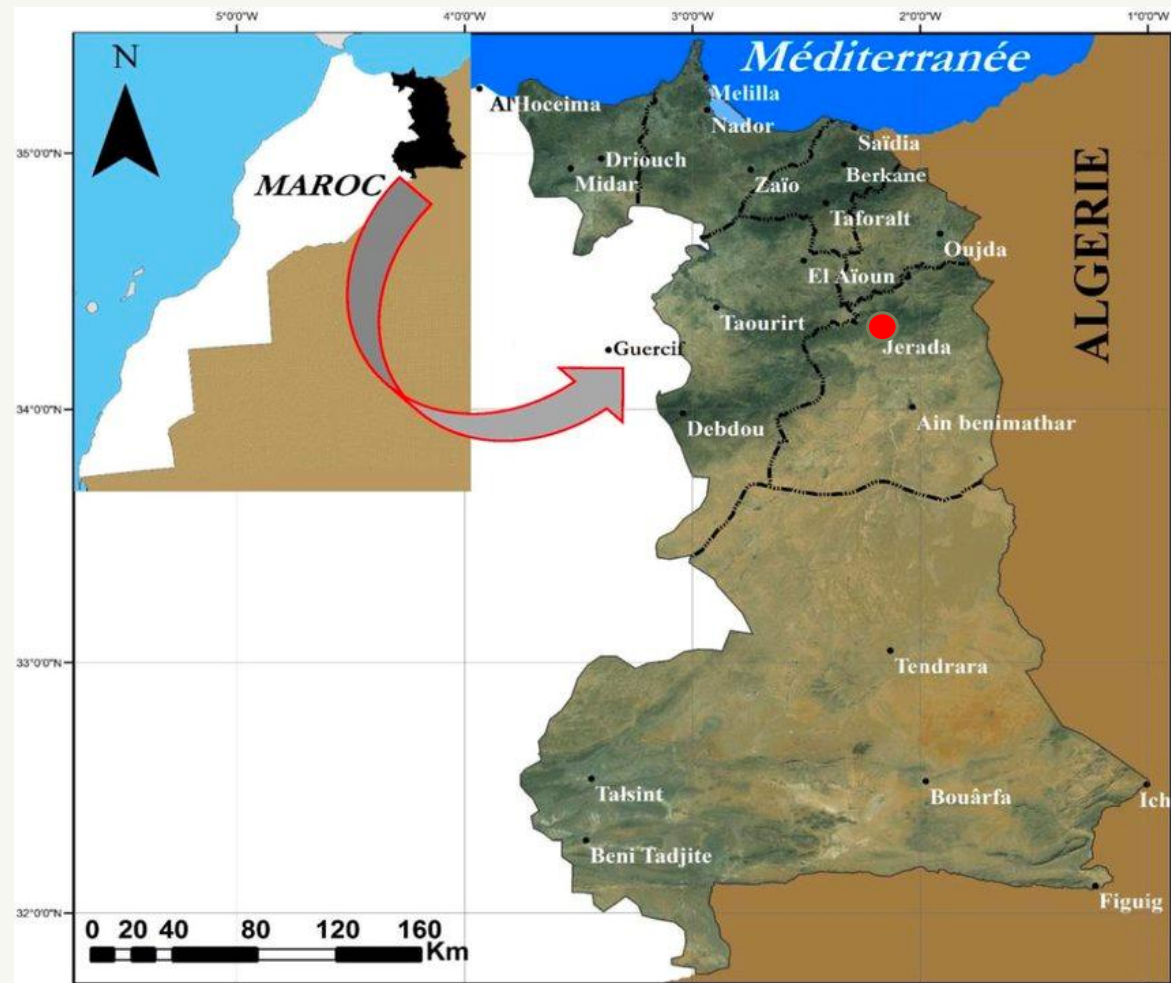 5°0'0"W
4°0'0"W
3°0'0"W
2°0'0"W
1°0'0"W
N
MAROC
Méditerranée
Al Hoceima
Melilla
Nador
Saïdia
35°0'0"N
Driouch
Midar
Zaïo
Berkane
Taforalt
Oujda
El Aïoun
ALGERIE
Taourirt
Guercif
Jerada
34°0'0"N
Debdou
Ain benimathar
33°0'0"N
Tendrara
Talsint
Bouârfa
Ich
Beni Tadjite
Figuig
32°0'0"N
0 20 40 80 120 160
Km